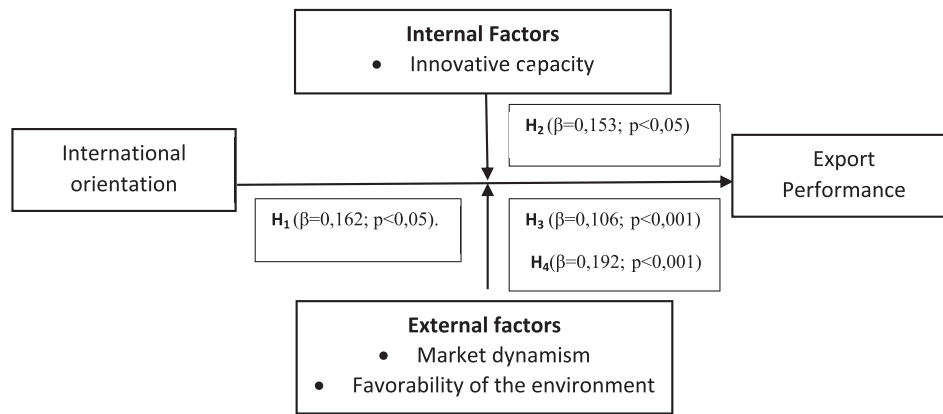 Internal Factors
• Innovative capacity
H₂ (β=0,153; p<0,05)
International
orientation
Export
Performance
H₁ (β=0,162; p<0,05).
H₃ (β=0,106; p<0,001)
H₄(β=0,192; p<0,001)
External factors
• Market dynamism
• Favorability of the environment